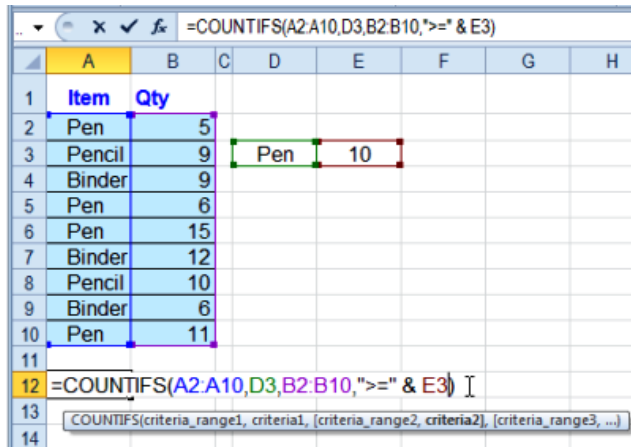 .. fx =COUNTIFS(A2:A10,D3,B2:B10,">=" & E3)
A B C D E F G H
1 Item Qty
2 Pen 5
3 Pencil 9 Pen 10
4 Binder 9
5 Pen 6
6 Pen 15
7 Binder 12
8 Pencil 10
9 Binder 6
10 Pen 11
11
12 =COUNTIFS(A2:A10,D3,B2:B10,">=" & E3)
13 COUNTIFS(criteria_range1, criteria1, [criteria_range2, criteria2], [criteria_range3, ...)
14